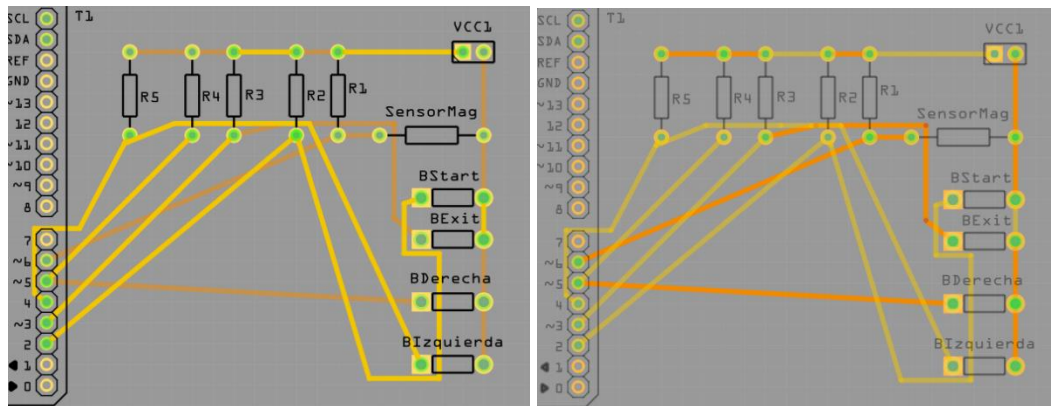 SCL T1
SDA
REF
GND
~13
12
~11
~10
~9
8
7
~6
~5
4
~3
2
1
0
VCC1
R5 R4 R3 R2 R1
SensorMag
BStart
BExit
BDerecha
BIzquierda
SCL T1
SDA
REF
GND
~13
12
~11
~10
~9
8
7
~6
~5
4
~3
2
1
0
VCC1
R5 R4 R3 R2 R1
SensorMag
BStart
BExit
BDerecha
BIzquierda